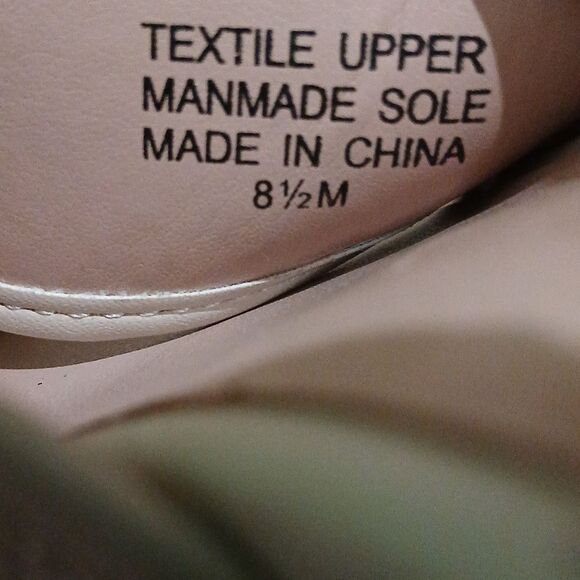 TEXTILE UPPER
MANMADE SOLE
MADE IN CHINA
8½M